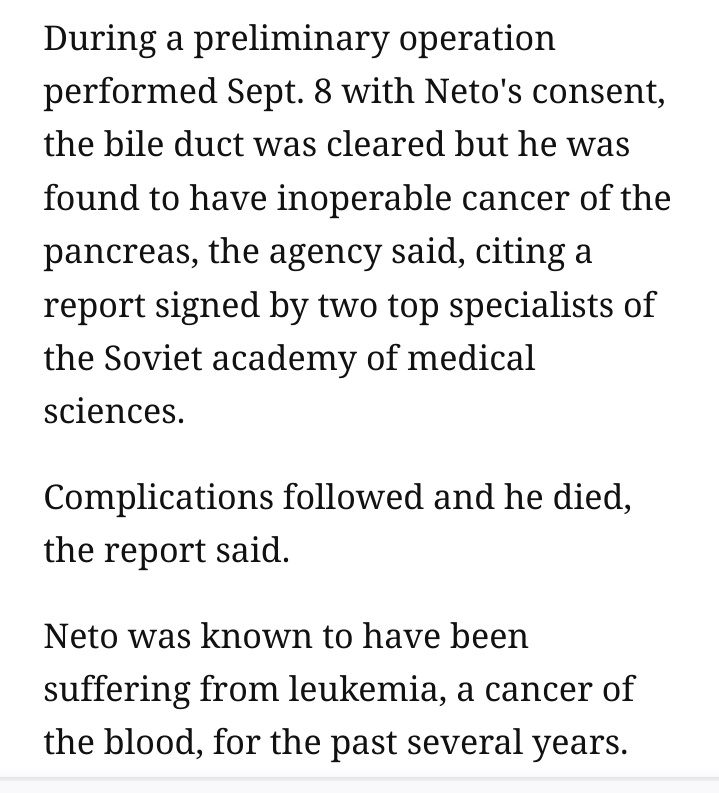 During a preliminary operation
performed Sept. 8 with Neto's consent,
the bile duct was cleared but he was
found to have inoperable cancer of the
pancreas, the agency said, citing a
report signed by two top specialists of
the Soviet academy of medical
sciences.
Complications followed and he died,
the report said.
Neto was known to have been
suffering from leukemia, a cancer of
the blood, for the past several years.